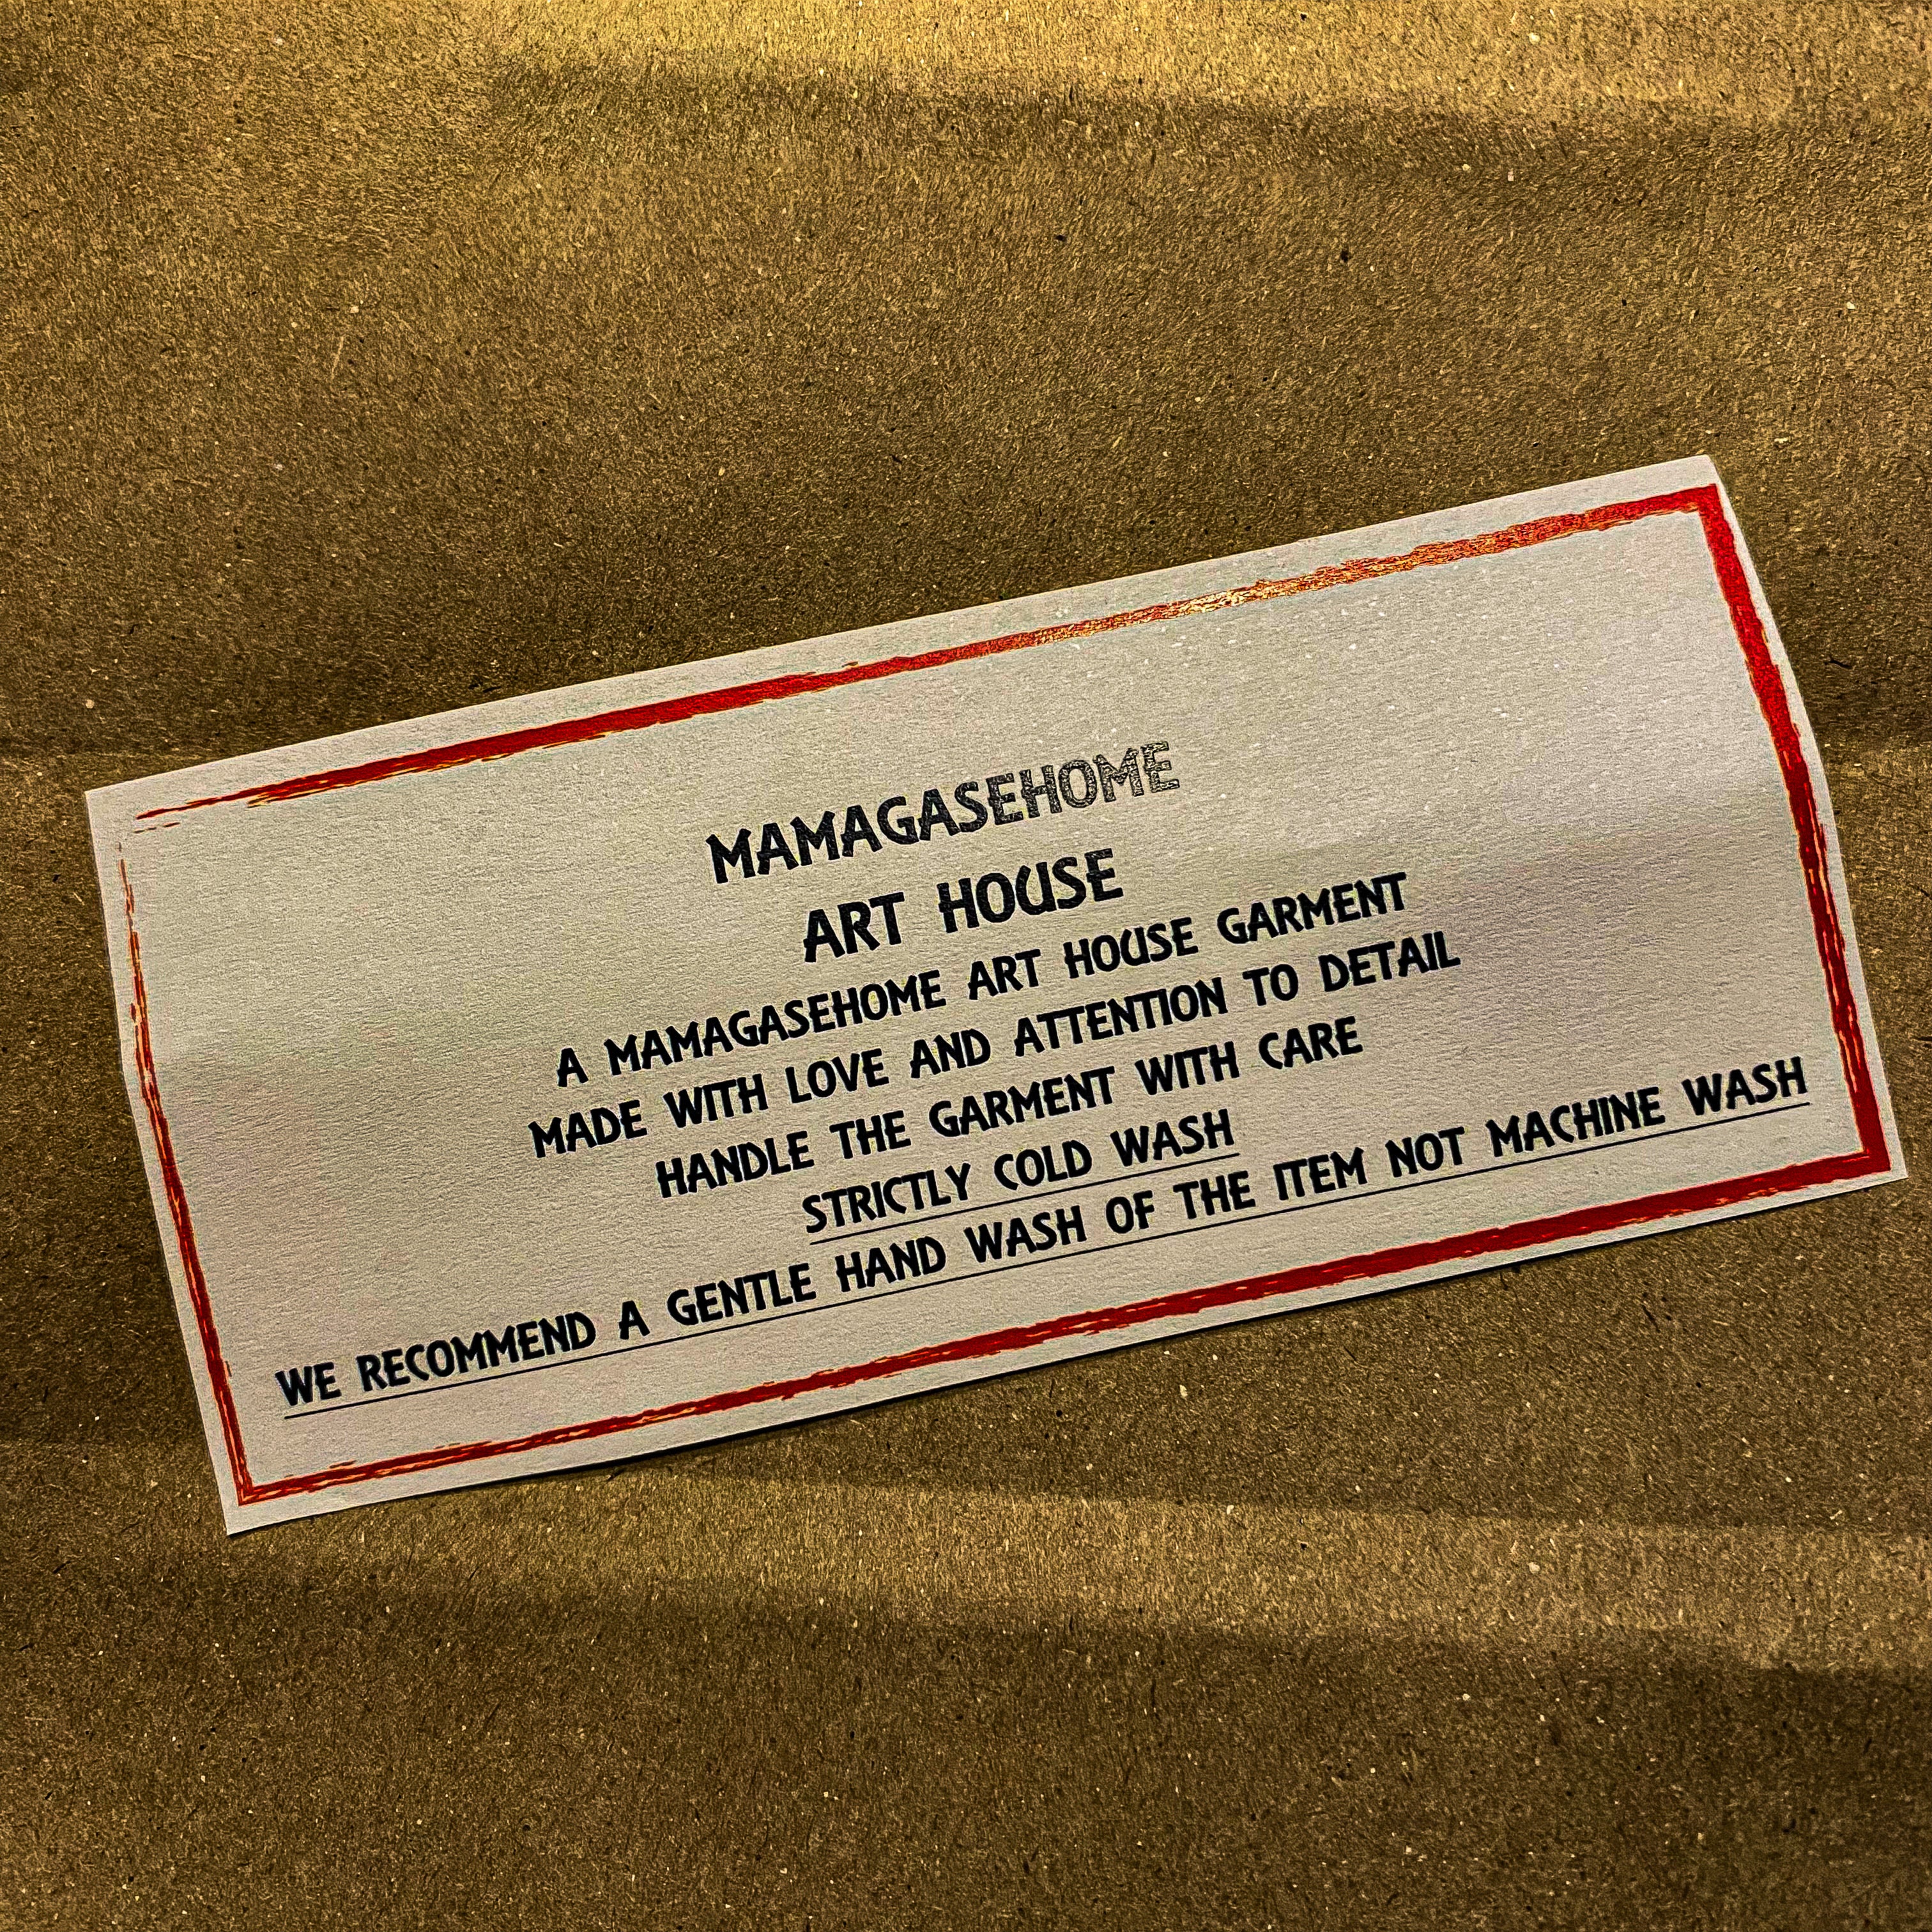 MAMAGASEHOME
ART HOUSE
A MAMAGASEHOME ART HOUSE GARMENT
MADE WITH LOVE AND ATTENTION TO DETAIL
HANDLE THE GARMENT WITH CARE
STRICTLY COLD WASH
WE RECOMMEND A GENTLE HAND WASH OF THE ITEM NOT MACHINE WASH